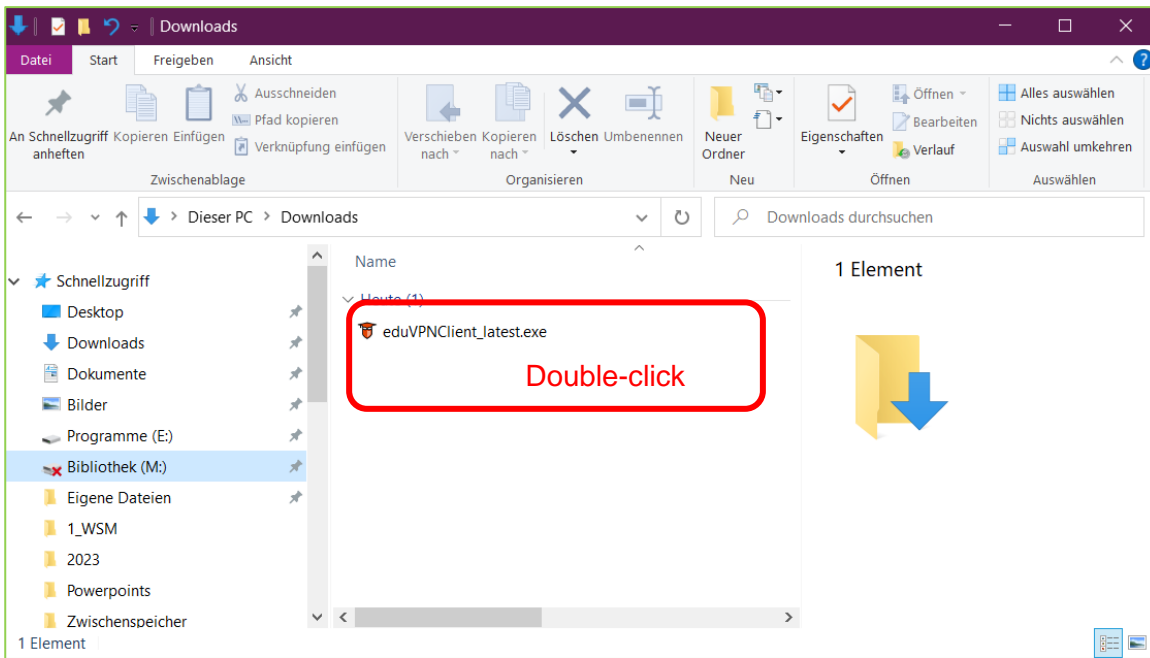 Downloads
Datei Start Freigeben Ansicht
An Schnellzugriff anheften
Kopieren
Einfügen
Ausschneiden
Pfad kopieren
Verknüpfung einfügen
Zwischenablage
Verschieben nach
Kopieren nach
Löschen
Umbenennen
Organisieren
Neuer Ordner
Neu
Eigenschaften
Öffnen
Bearbeiten
Verlauf
Öffnen
Alles auswählen
Nichts auswählen
Auswahl umkehren
Auswählen
Dieser PC > Downloads
Downloads durchsuchen
Schnellzugriff
Desktop
Downloads
Dokumente
Bilder
Programme (E:)
Bibliothek (M:)
Eigene Dateien
1_WSM
2023
Powerpoints
Zwischenspeicher
Name
Heute (1)
eduVPNClient_latest.exe
Double-click
1 Element
1 Element